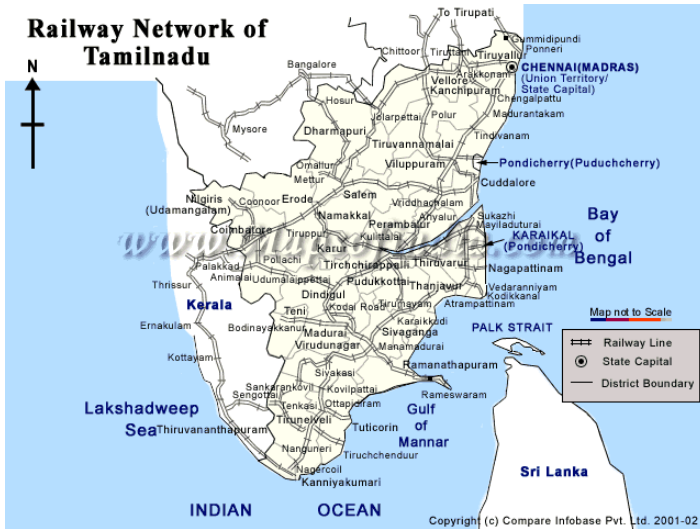 Railway Network of
Tamilnadu
N
To Tirupati
Gummidipundi
Ponneri
Chittoor
Tiruttani
Tiruvallur
CHENNAI(MADRAS)
(Union Territory/
State Capital)
Bangalore
Arakkonam
Vellore
Kanchipuram
Chengalpattu
Hosur
Jolarpettai
Polur
Madurantakam
Mysore
Dharmapuri
Tindivanam
Tiruvannamalai
Omallur
Viluppuram
Pondicherry(Puduchcherry)
Mettur
Cuddalore
Nilgiris
(Udamangalam)
Coonoor
Erode
Salem
Vriddhachalam
Namakkal
Ariyalur
Sukazhi
Perambalur
Mayiladuturai
Coimbatore
Tiruppur
Kulittalai
Karur
KARAIKAL
(Pondicherry)
Bay
of
Bengal
Palakkad
Pollachi
Tirchchirappelli
Thiruvarur
Animalai
Udumalaippettai
Pudukkottai
Nagapattinam
Thrissur
Thanjavur
Vedaranniyam
Kodikkanal
Dindigul
Kerala
Kodai Road
Tirumayam
Atrampattinam
Teni
Map not to Scale
Ernakulam
Bodinayakkanur
Karaikkudi
PALK STRAIT
Madurai
Sivaganga
Railway Line
Virudunagar
Manamadurai
State Capital
Kottayam
Ramanathapuram
District Boundary
Sivakasi
Sankarankovil
Kovilpatti
Rameswaram
Sengottai
Tenkasi
Ottapidiram
Lakshadweep
Sea
Gulf
of
Mannar
Thiruvananthapuram
Tirunelveli
Tuticorin
Nanguneri
Tiruchchenduur
Nagercoil
Sri Lanka
Kanniyakumari
INDIAN OCEAN
Copyright (c) Compare Infobase Pvt. Ltd. 2001-02